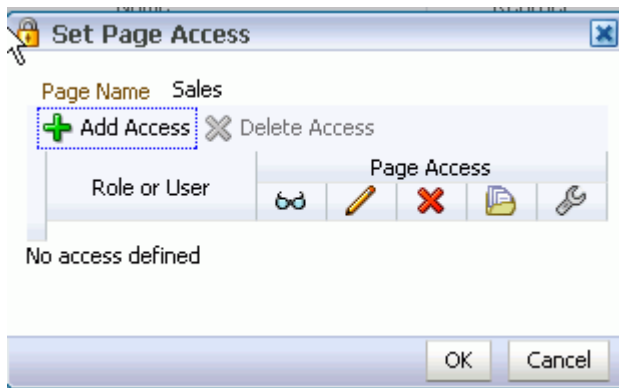 Set Page Access
Page Name Sales
Add Access Delete Access
Page Access
Role or User
No access defined
OK Cancel